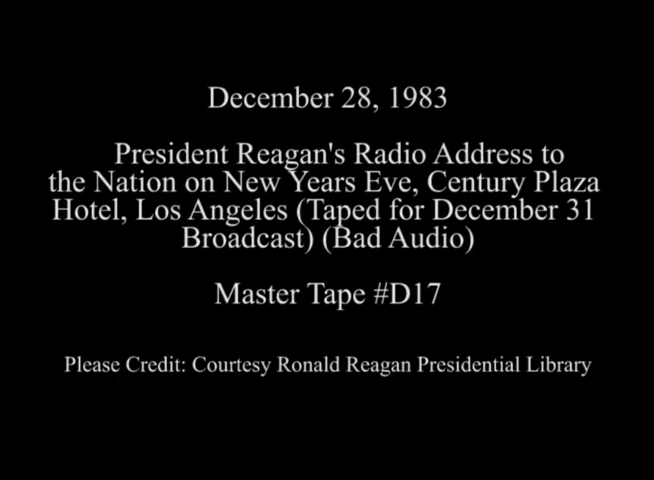 December 28, 1983
President Reagan's Radio Address to
the Nation on New Years Eve, Century Plaza
Hotel, Los Angeles (Taped for December 31
Broadcast) (Bad Audio)
Master Tape #D17
Please Credit: Courtesy Ronald Reagan Presidential Library